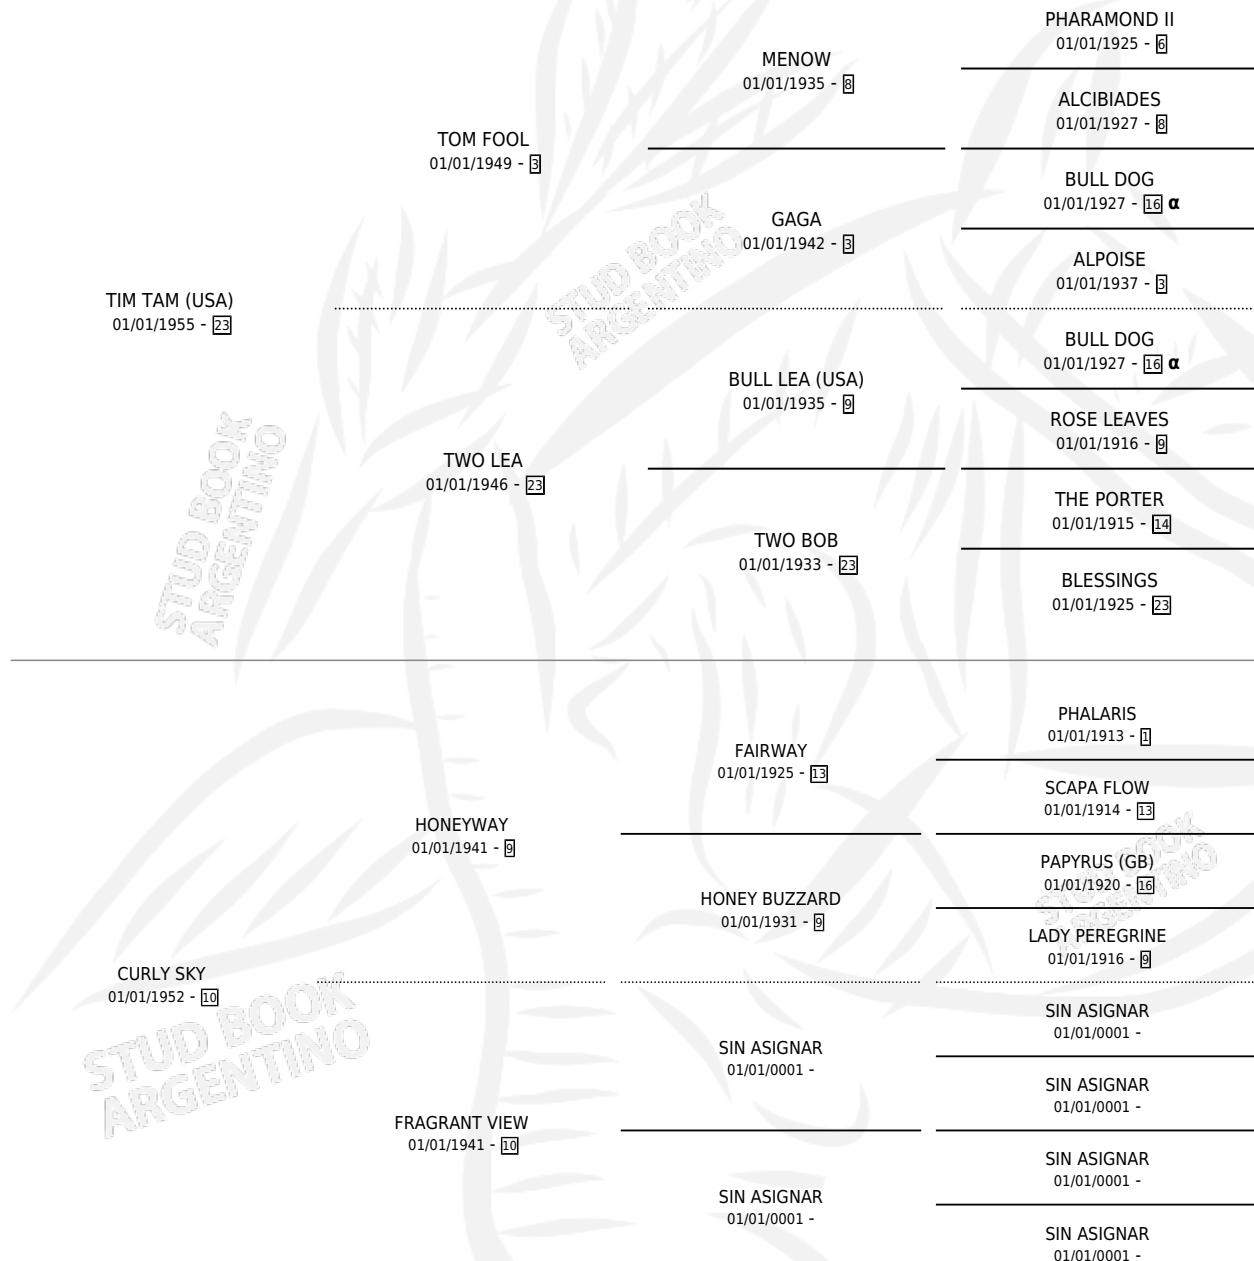 PHARAMOND II
01/01/1925 - 6
MENOW
01/01/1935 - 8
ALCIBIADES
01/01/1927 - 8
TOM FOOL
01/01/1949 - 3
BULL DOG
01/01/1927 - 16 α
GAGA
01/01/1942 - 3
ALPOISE
01/01/1937 - 3
TIM TAM (USA)
01/01/1955 - 23
BULL DOG
01/01/1927 - 16 α
BULL LEA (USA)
01/01/1935 - 9
ROSE LEAVES
01/01/1916 - 9
TWO LEA
01/01/1946 - 23
THE PORTER
01/01/1915 - 14
TWO BOB
01/01/1933 - 23
BLESSINGS
01/01/1925 - 23
PHALARIS
01/01/1913 - 1
FAIRWAY
01/01/1925 - 13
SCAPA FLOW
01/01/1914 - 13
HONEYWAY
01/01/1941 - 9
PAPYRUS (GB)
01/01/1920 - 16
HONEY BUZZARD
01/01/1931 - 9
LADY PEREGRINE
01/01/1916 - 9
CURLY SKY
01/01/1952 - 10
SIN ASIGNAR
01/01/0001 -
SIN ASIGNAR
01/01/0001 -
SIN ASIGNAR
01/01/0001 -
FRAGRANT VIEW
01/01/1941 - 10
SIN ASIGNAR
01/01/0001 -
SIN ASIGNAR
01/01/0001 -
SIN ASIGNAR
01/01/0001 -
STUD BOOK
ARGENTINO
STUD BOOK
ARGENTINO
STUD BOOK
ARGENTINO
STUD BOOK
ARGENTINO